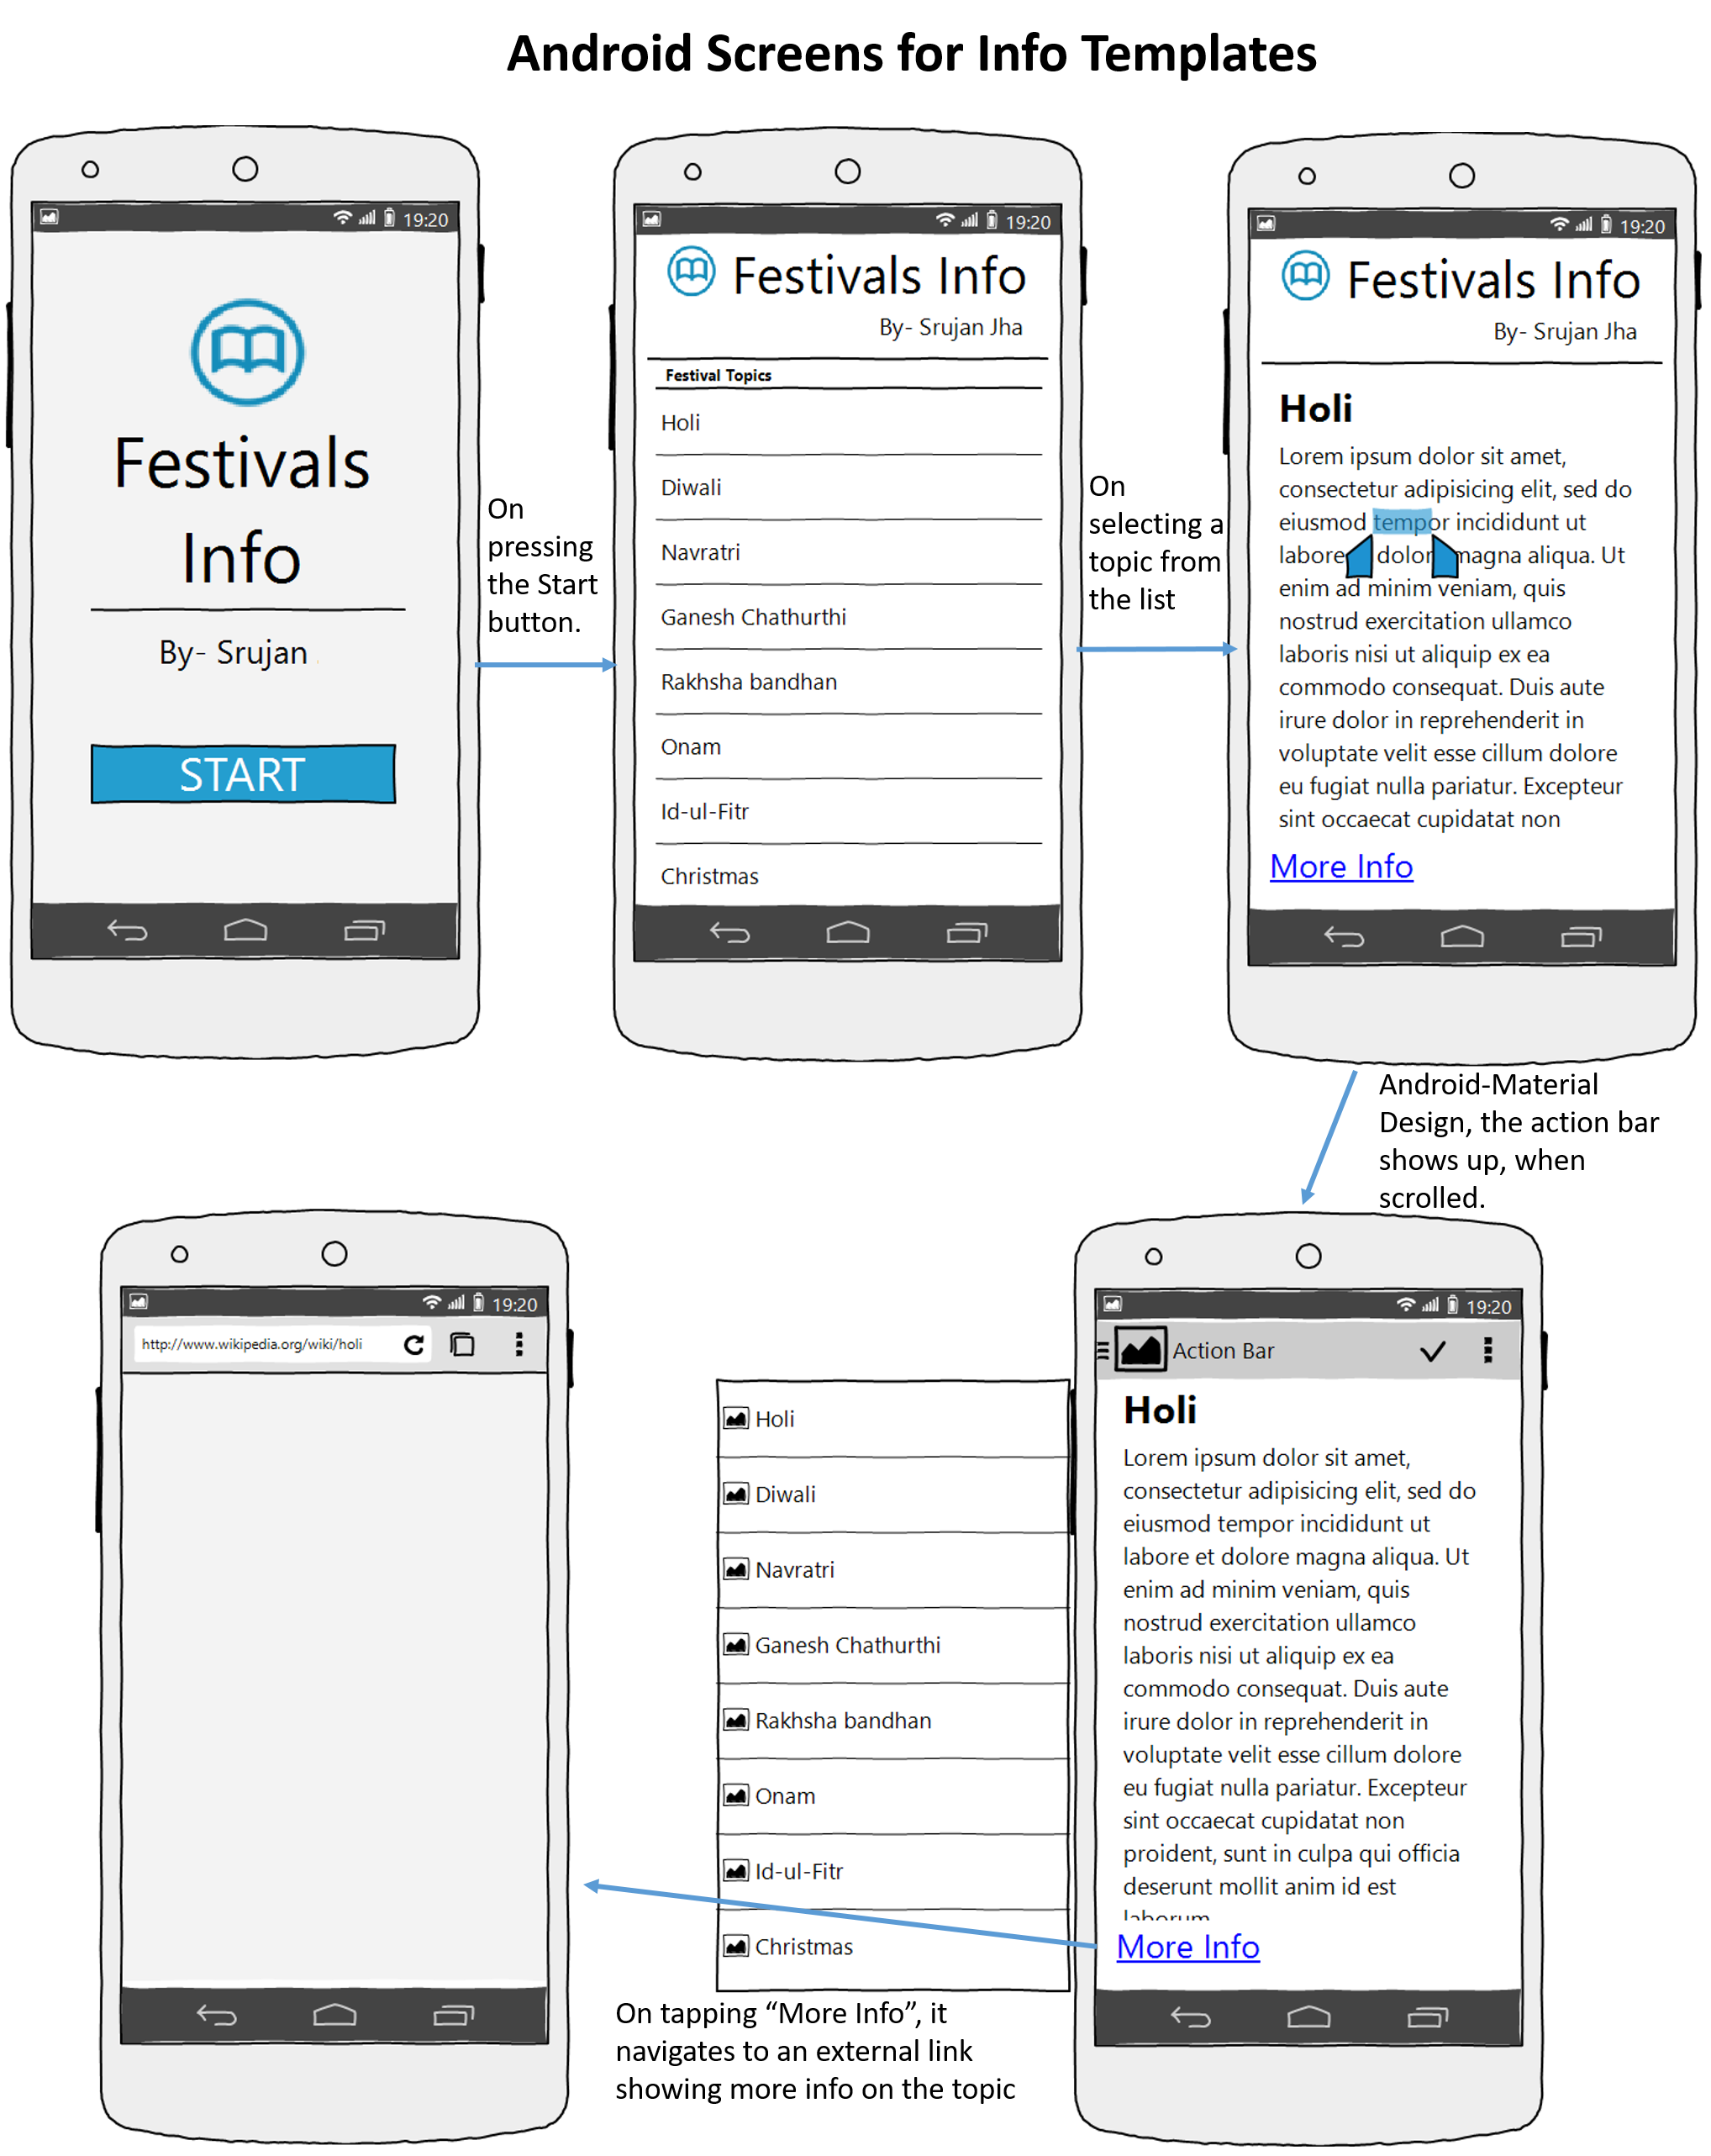 Android Screens for Info Templates
19:20
Festivals
Info
By- Srujan
START
On
pressing
the Start
button.
19:20
Festivals Info
By- Srujan Jha
Festival Topics
Holi
Diwali
Navratri
Ganesh Chathurthi
Rakhsha bandhan
Onam
Id-ul-Fitr
Christmas
On
selecting a
topic from
the list
19:20
Festivals Info
By- Srujan Jha
Holi
Lorem ipsum dolor sit amet,
consectetur adipisicing elit, sed do
eiusmod tempor incididunt ut
labore dolor magna aliqua. Ut
enim ad minim veniam, quis
nostrud exercitation ullamco
laboris nisi ut aliquip ex ea
commodo consequat. Duis aute
irure dolor in reprehenderit in
voluptate velit esse cillum dolore
eu fugiat nulla pariatur. Excepteur
sint occaecat cupidatat non
More Info
Android-Material
Design, the action bar
shows up, when
scrolled.
19:20
Action Bar
Holi
Lorem ipsum dolor sit amet,
consectetur adipisicing elit, sed do
eiusmod tempor incididunt ut
labore et dolore magna aliqua. Ut
enim ad minim veniam, quis
nostrud exercitation ullamco
laboris nisi ut aliquip ex ea
commodo consequat. Duis aute
irure dolor in reprehenderit in
voluptate velit esse cillum dolore
eu fugiat nulla pariatur. Excepteur
sint occaecat cupidatat non
proident, sunt in culpa qui officia
deserunt mollit anim id est
laborum
More Info
Holi
Diwali
Navratri
Ganesh Chathurthi
Rakhsha bandhan
Onam
Id-ul-Fitr
Christmas
On tapping “More Info”, it
navigates to an external link
showing more info on the topic
19:20
http://www.wikipedia.org/wiki/holi